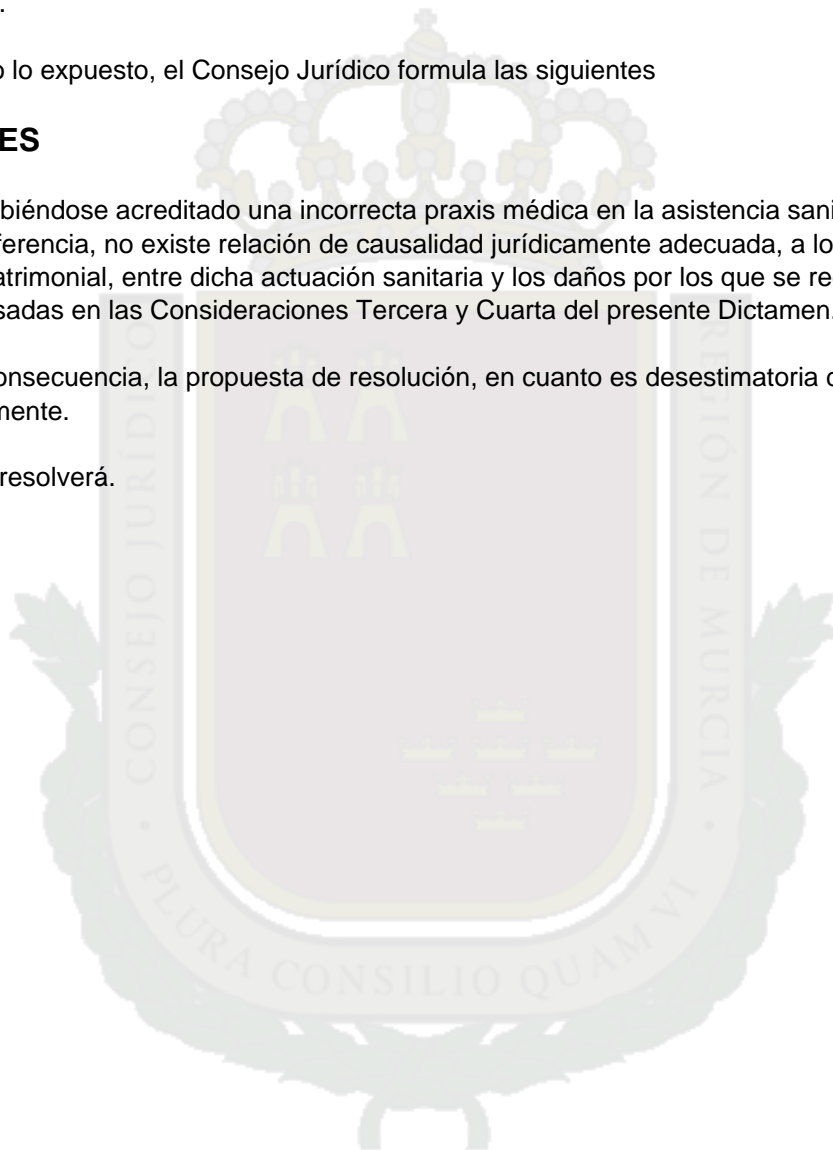 .
o lo expuesto, el Consejo Jurídico formula las siguientes
ES
biéndose acreditado una incorrecta praxis médica en la asistencia sani
ferencia, no existe relación de causalidad jurídicamente adecuada, a lo
atrimonial, entre dicha actuación sanitaria y los daños por los que se re
sadas en las Consideraciones Tercera y Cuarta del presente Dictamen.
onsecuencia, la propuesta de resolución, en cuanto es desestimatoria d
mente.
resolverá.
CONSEJO JURÍDICO
REGIÓN DE MURCIA
PLURA CONSILIO QUAM VI